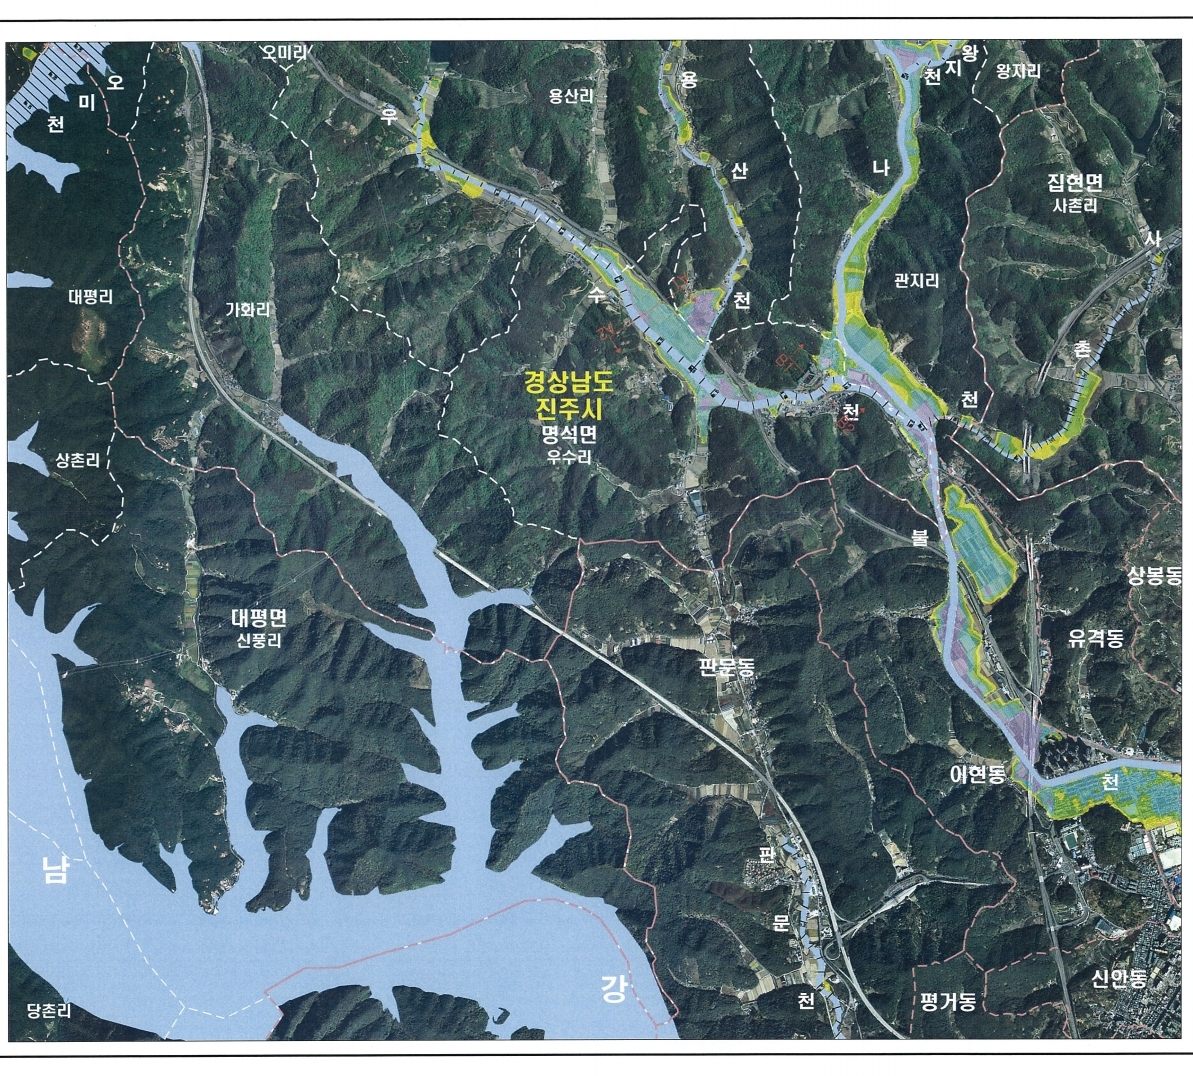 오미리
왕
지
천
왕지리
용
용산리
오
미
천
우
산
나
집현면
사촌리
사
관지리
대평리
가화리
수
천
촌
경상남도
진주시
명석면
우수리
천
천
상촌리
불
상봉동
대평면
신풍리
유격동
판문동
이현동
천
판
남
문
강
신안동
평거동
천
당촌리